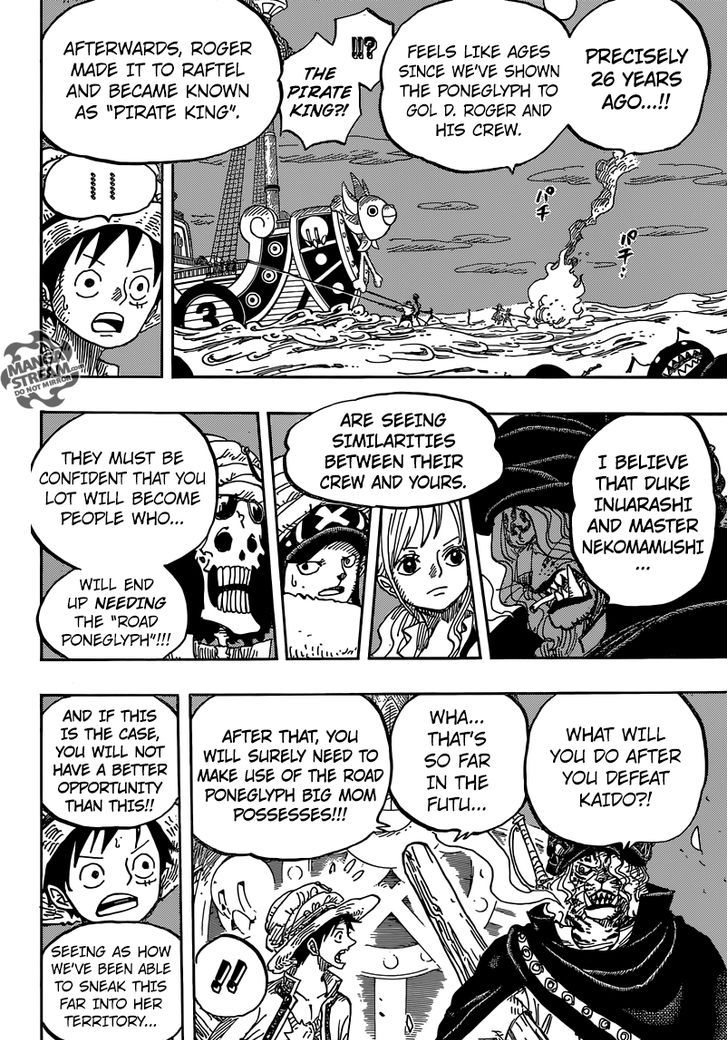 PRECISELY
26 YEARS
AGO...!!
FEELS LIKE AGES
SINCE WE'VE SHOWN
THE PONEGLYPH TO
GOL D. ROGER AND
HIS CREW.
!!?
THE
PIRATE
KING?!
AFTERWARDS, ROGER
MADE IT TO RAFTEL
AND BECAME KNOWN
AS "PIRATE KING".
パチ
パチ...
3
!!
MANGA
STREAM.com
DO NOT MIRROR
I BELIEVE
THAT DUKE
INUARASHI
AND MASTER
NEKOMAMUSHI
...
ARE SEEING
SIMILARITIES
BETWEEN THEIR
CREW AND YOURS.
THEY MUST BE
CONFIDENT THAT YOU
LOT WILL BECOME
PEOPLE WHO...
WILL END
UP NEEDING
THE "ROAD
PONEGLYPH"!!!
WHAT WILL
YOU DO AFTER
YOU DEFEAT
KAIDO?!
WHA...
THAT'S
SO FAR
IN THE
FUTU...
AFTER THAT, YOU
WILL SURELY NEED TO
MAKE USE OF THE ROAD
PONEGLYPH BIG MOM
POSSESSES!!!
!!
AND IF THIS
IS THE CASE,
YOU WILL NOT
HAVE A BETTER
OPPORTUNITY
THAN THIS!!
SEEING AS HOW
WE'VE BEEN ABLE
TO SNEAK THIS
FAR INTO HER
TERRITORY...